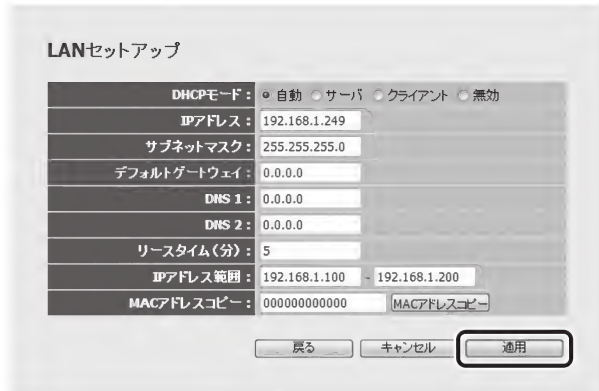 LANセットアップ
DHCPモード： 自動 サーバ クライアント 無効
IPアドレス： 192.168.1.249
サブネットマスク： 255.255.255.0
デフォルトゲートウェイ： 0.0.0.0
DNS 1： 0.0.0.0
DNS 2： 0.0.0.0
リースタイム(分)： 5
IPアドレス範囲： 192.168.1.100 - 192.168.1.200
MACアドレスコピー： 000000000000 MACアドレスコピー
戻る キャンセル 適用